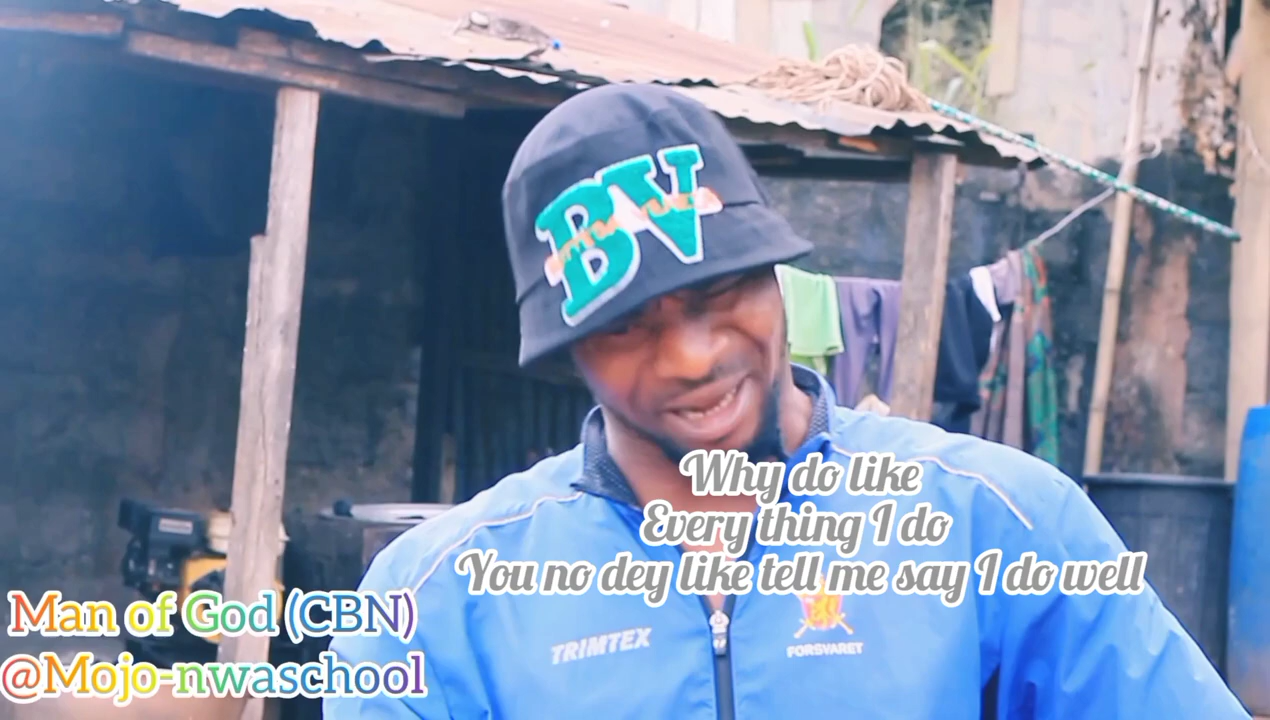 BV
Why do like
Every thing I do
You no dey like tell me say I do well
TRIMTEX
FORSVARET
Man of God (CBN)
@Mojo-nwaschool